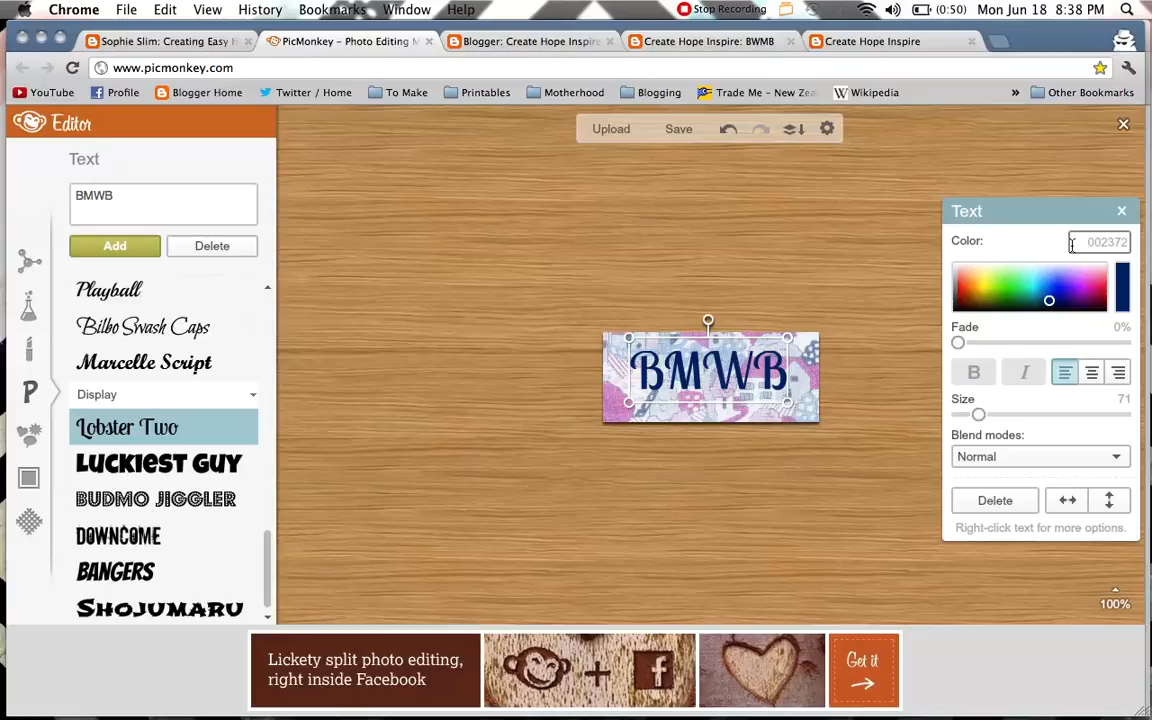 Chrome File Edit View History Bookmarks Window Help Stop Recording (0:50) Mon Jun 18 8:38 PM
Sophie Slim: Creating Easy H PicMonkey – Photo Editing M Blogger: Create Hope Inspire Create Hope Inspire: BWMB Create Hope Inspire
www.picmonkey.com
YouTube Profile Blogger Home Twitter / Home To Make Printables Motherhood Blogging Trade Me – New Zea Wikipedia » Other Bookmarks
Editor
Upload Save
Text
BMWB
Add Delete
Playball
Bilbo Swash Caps
Marcelle Script
Display
Lobster Two
Luckiest Guy
Budmo Jiggler
Downcome
Bangers
Shojumaru
BMWB
Text
Color: 002372
Fade 0%
B I
Size 71
Blend modes:
Normal
Delete
Right-click text for more options.
100%
Lickety split photo editing,
right inside Facebook
Get it